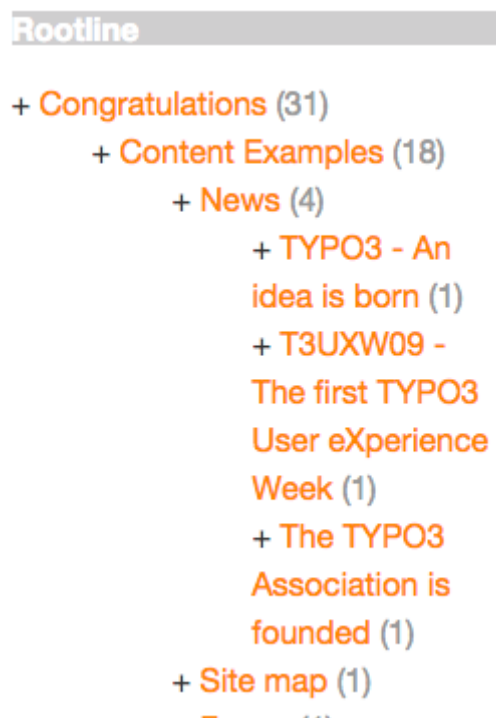 Rootline
+ Congratulations (31)
+ Content Examples (18)
+ News (4)
+ TYPO3 - An
idea is born (1)
+ T3UXW09 -
The first TYPO3
User eXperience
Week (1)
+ The TYPO3
Association is
founded (1)
+ Site map (1)